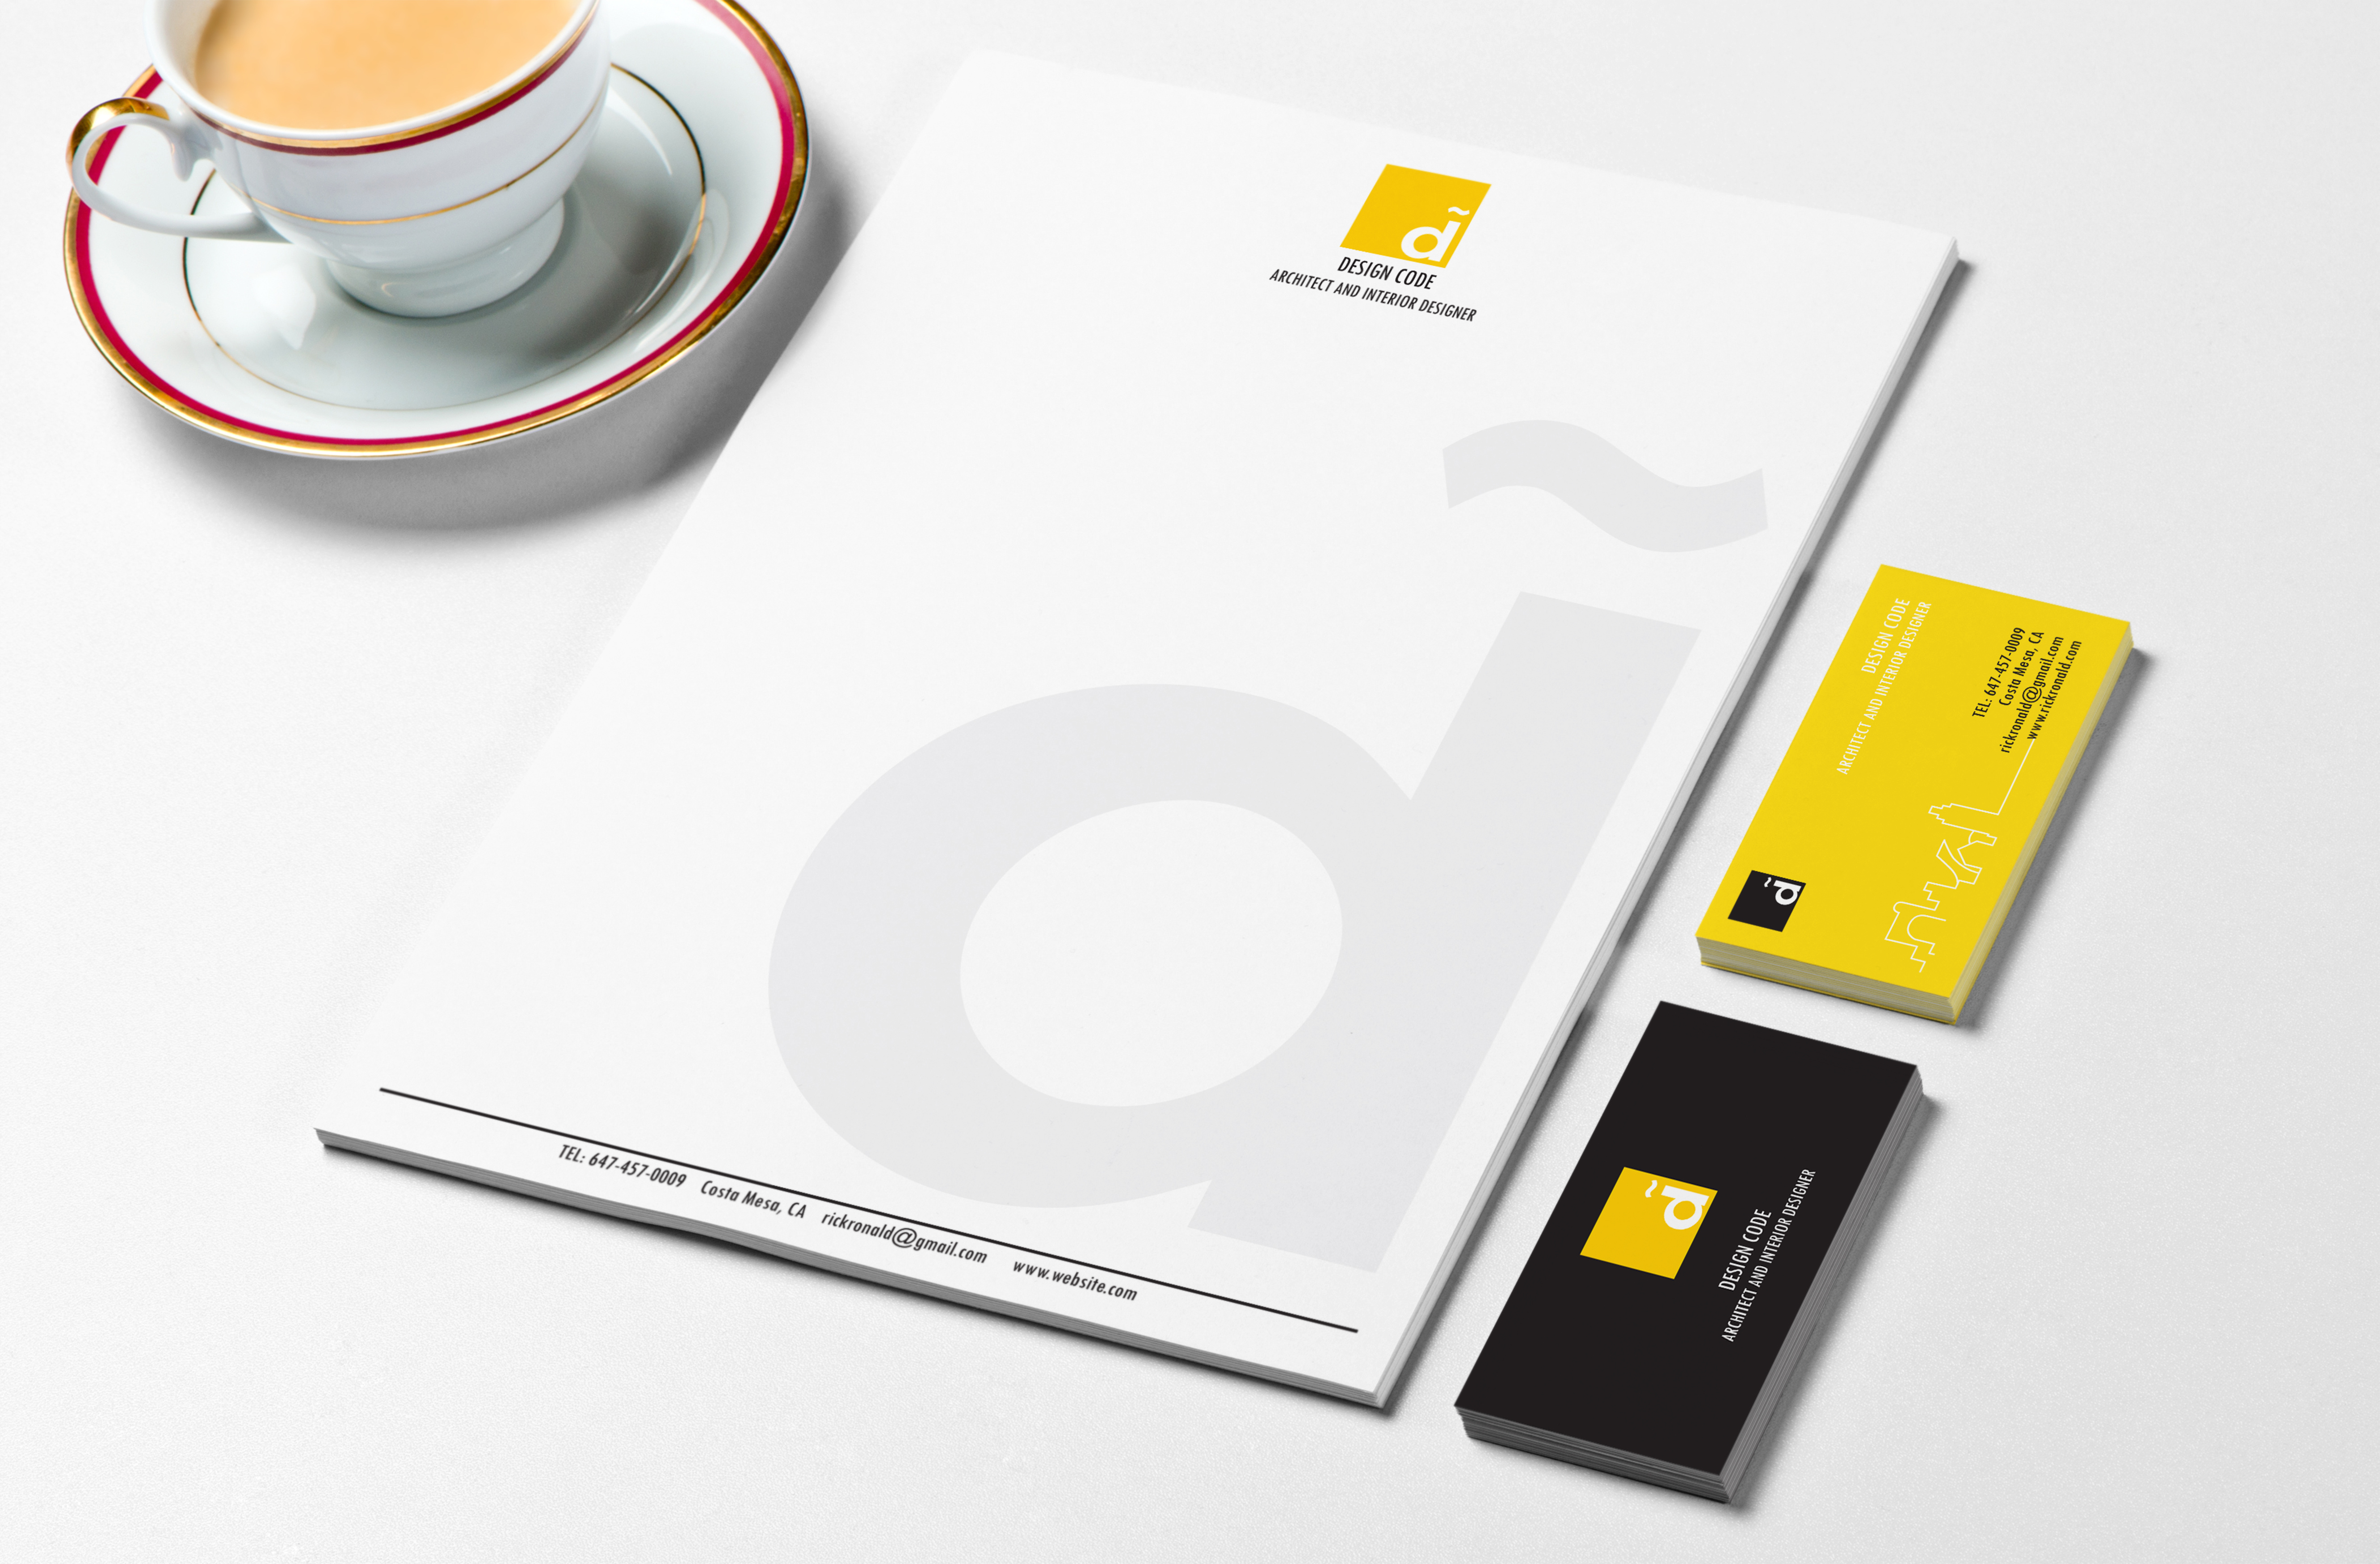 d̃
DESIGN CODE
ARCHITECT AND INTERIOR DESIGNER
d̃
TEL: 647-457-0009 Costa Mesa, CA rickronald@gmail.com www.website.com
DESIGN CODE
ARCHITECT AND INTERIOR DESIGNER
TEL: 647-457-0009
Costa Mesa, CA
rickronald@gmail.com
www.rickronald.com
d̃
d̃
DESIGN CODE
ARCHITECT AND INTERIOR DESIGNER